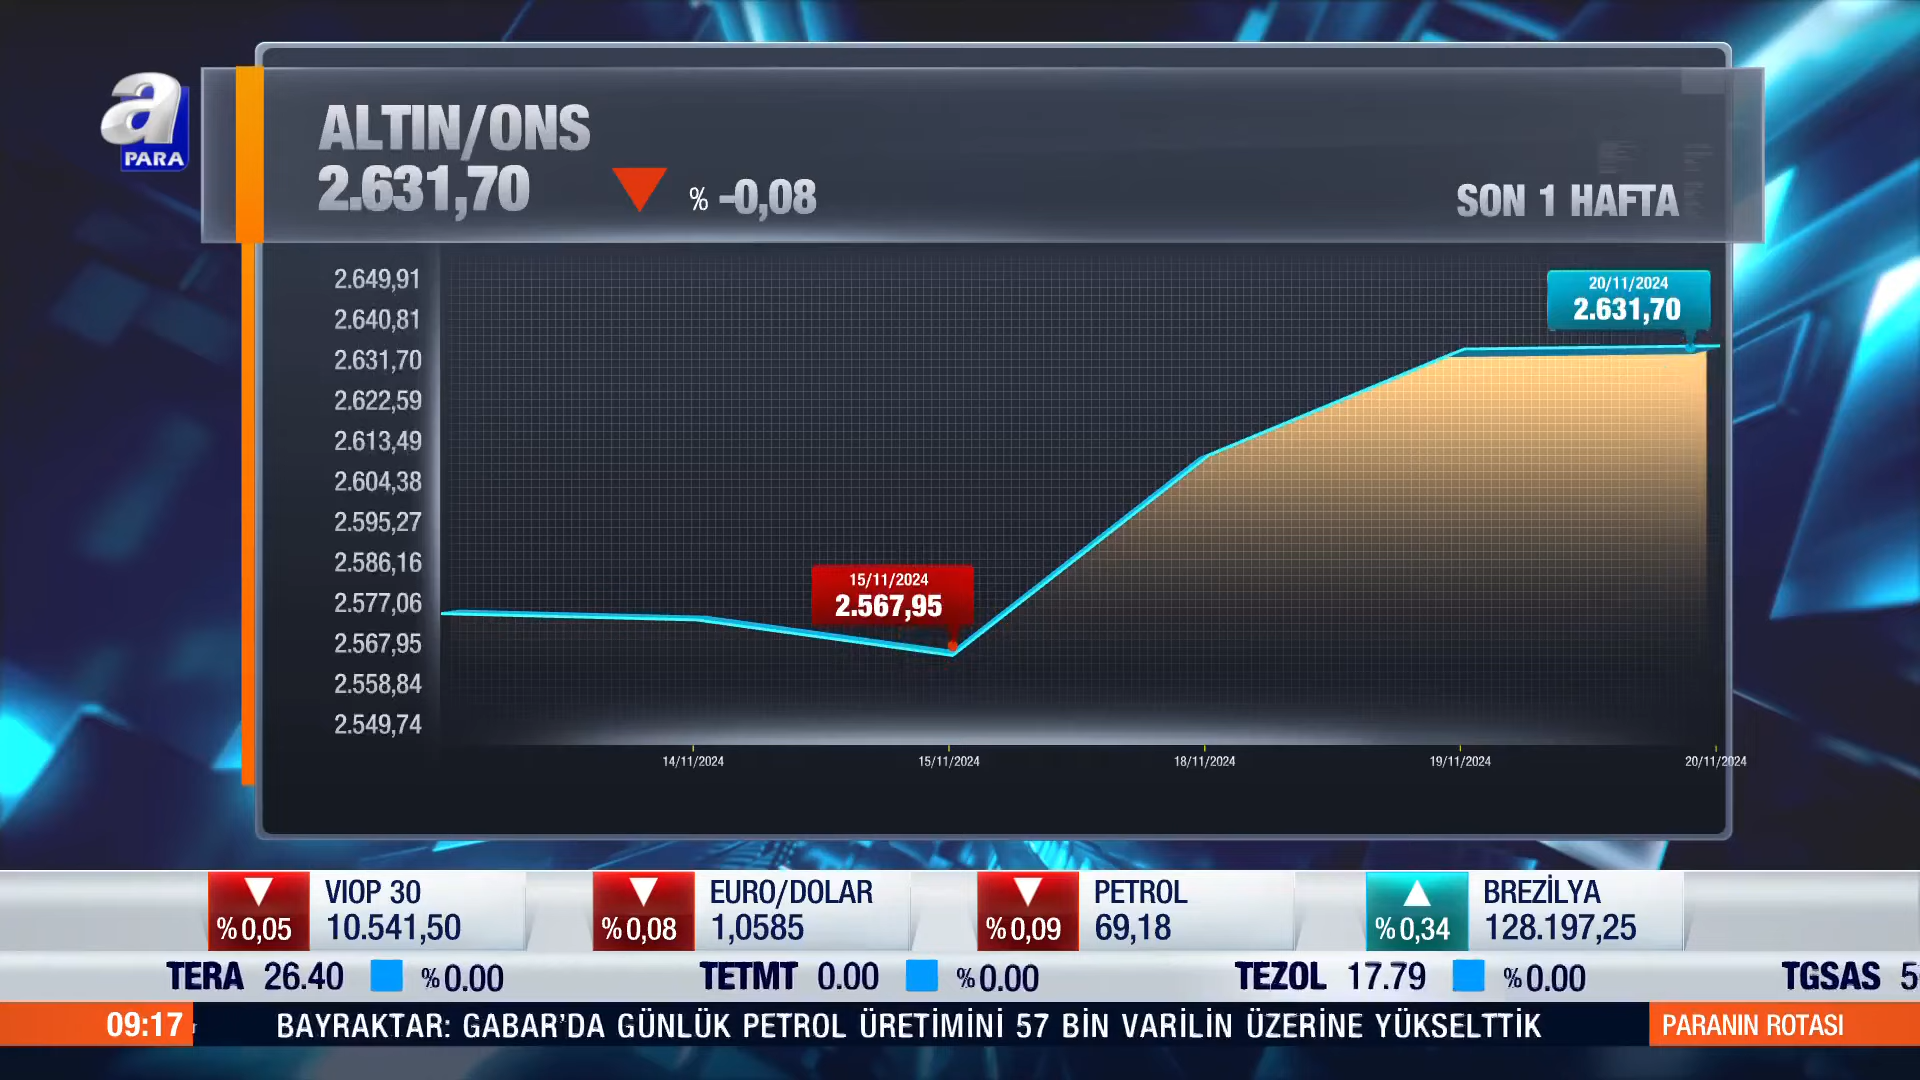 a
PARA
ALTIN/ONS
2.631,70
% -0,08
SON 1 HAFTA
2.649,91
2.640,81
2.631,70
2.622,59
2.613,49
2.604,38
2.595,27
2.586,16
2.577,06
2.567,95
2.558,84
2.549,74
20/11/2024
2.631,70
15/11/2024
2.567,95
14/11/2024
15/11/2024
18/11/2024
19/11/2024
20/11/2024
%0,05
VIOP 30
10.541,50
%0,08
EURO/DOLAR
1,0585
%0,09
PETROL
69,18
%0,34
BREZİLYA
128.197,25
TERA 26.40 %0.00 TETMT 0.00 %0.00 TEZOL 17.79 %0.00 TGSAS 5
09:17
BAYRAKTAR: GABAR'DA GÜNLÜK PETROL ÜRETİMİNİ 57 BİN VARİLİN ÜZERİNE YÜKSELTTİK
PARANIN ROTASI